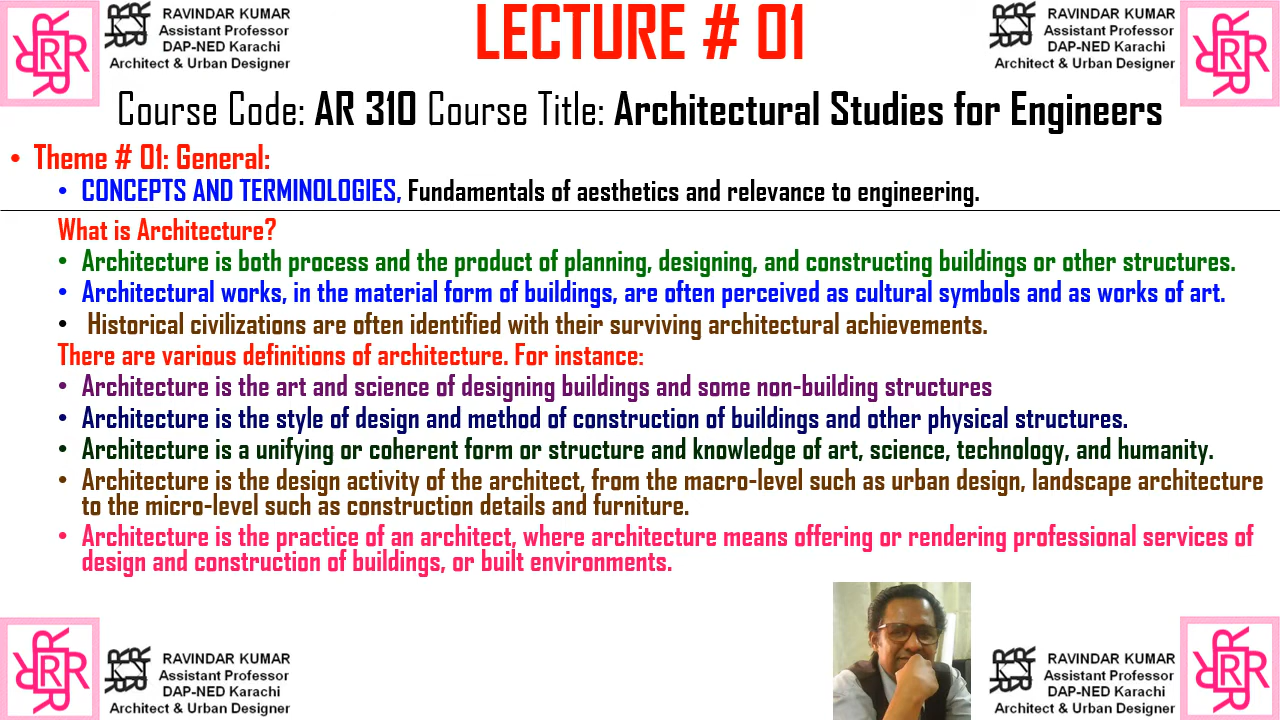 RAVINDAR KUMAR
Assistant Professor
DAP-NED Karachi
Architect & Urban Designer
LECTURE # 01
RAVINDAR KUMAR
Assistant Professor
DAP-NED Karachi
Architect & Urban Designer
Course Code: AR 310 Course Title: Architectural Studies for Engineers
• Theme # 01: General:
• CONCEPTS AND TERMINOLOGIES, Fundamentals of aesthetics and relevance to engineering.
What is Architecture?
• Architecture is both process and the product of planning, designing, and constructing buildings or other structures.
• Architectural works, in the material form of buildings, are often perceived as cultural symbols and as works of art.
• Historical civilizations are often identified with their surviving architectural achievements.
There are various definitions of architecture. For instance:
• Architecture is the art and science of designing buildings and some non-building structures
• Architecture is the style of design and method of construction of buildings and other physical structures.
• Architecture is a unifying or coherent form or structure and knowledge of art, science, technology, and humanity.
• Architecture is the design activity of the architect, from the macro-level such as urban design, landscape architecture
to the micro-level such as construction details and furniture.
• Architecture is the practice of an architect, where architecture means offering or rendering professional services of
design and construction of buildings, or built environments.
RAVINDAR KUMAR
Assistant Professor
DAP-NED Karachi
Architect & Urban Designer
RAVINDAR KUMAR
Assistant Professor
DAP-NED Karachi
Architect & Urban Designer